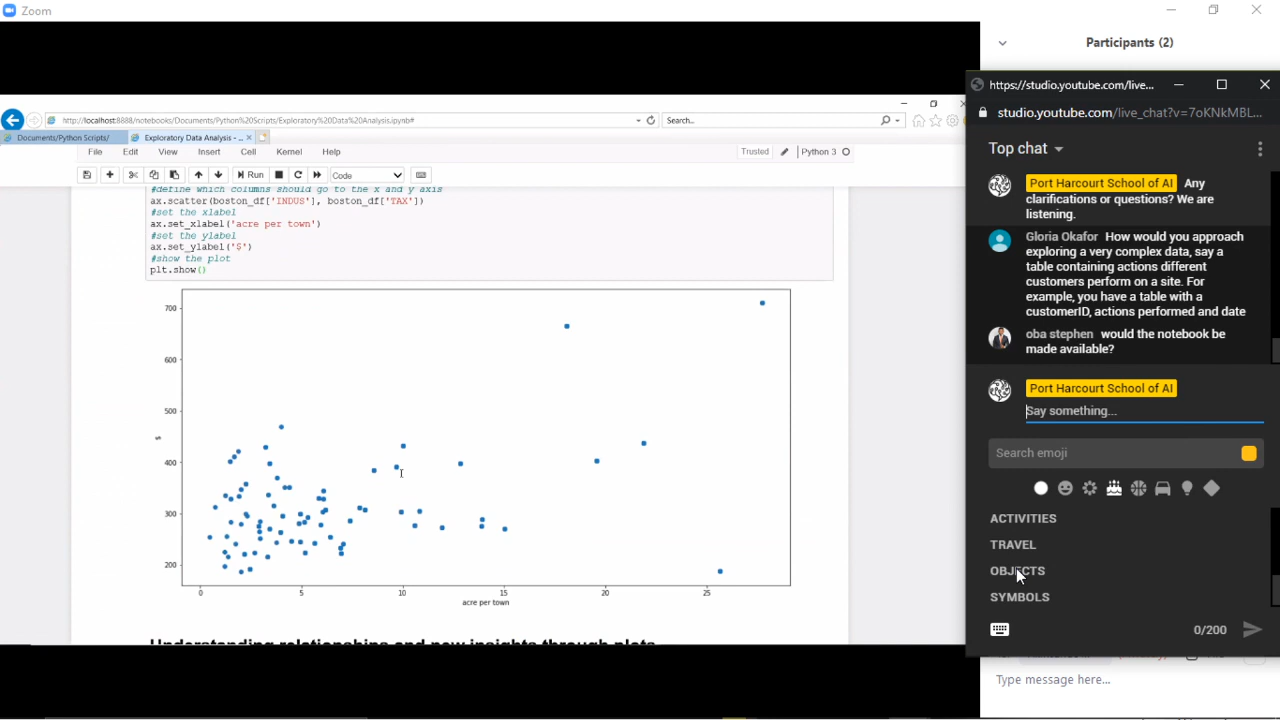 Zoom
Participants (2)
http://localhost:8888/notebooks/Documents/Python%20Scripts/Exploratory%20Data%20Analysis.ipynb#
Search...
Documents/Python Scripts/
Exploratory Data Analysis - ...
File Edit View Insert Cell Kernel Help
Trusted
Python 3
Run
Code
#define which columns should go to the x and y axis
ax.scatter(boston_df['INDUS'], boston_df['TAX'])
#set the xlabel
ax.set_xlabel('acre per town')
#set the ylabel
ax.set_ylabel('$')
#show the plot
plt.show()
700
600
500
400
300
200
$
0 5 10 15 20 25
acre per town
Understanding relationships and new insights through plots
https://studio.youtube.com/live...
studio.youtube.com/live_chat?v=7oKNkMBL...
Top chat
Port Harcourt School of AI Any
clarifications or questions? We are
listening.
Gloria Okafor How would you approach
exploring a very complex data, say a
table containing actions different
customers perform on a site. For
example, you have a table with a
customerID, actions performed and date
oba stephen would the notebook be
made available?
Port Harcourt School of AI
Say something...
Search emoji
ACTIVITIES
TRAVEL
OBJECTS
SYMBOLS
0/200
Type message here...